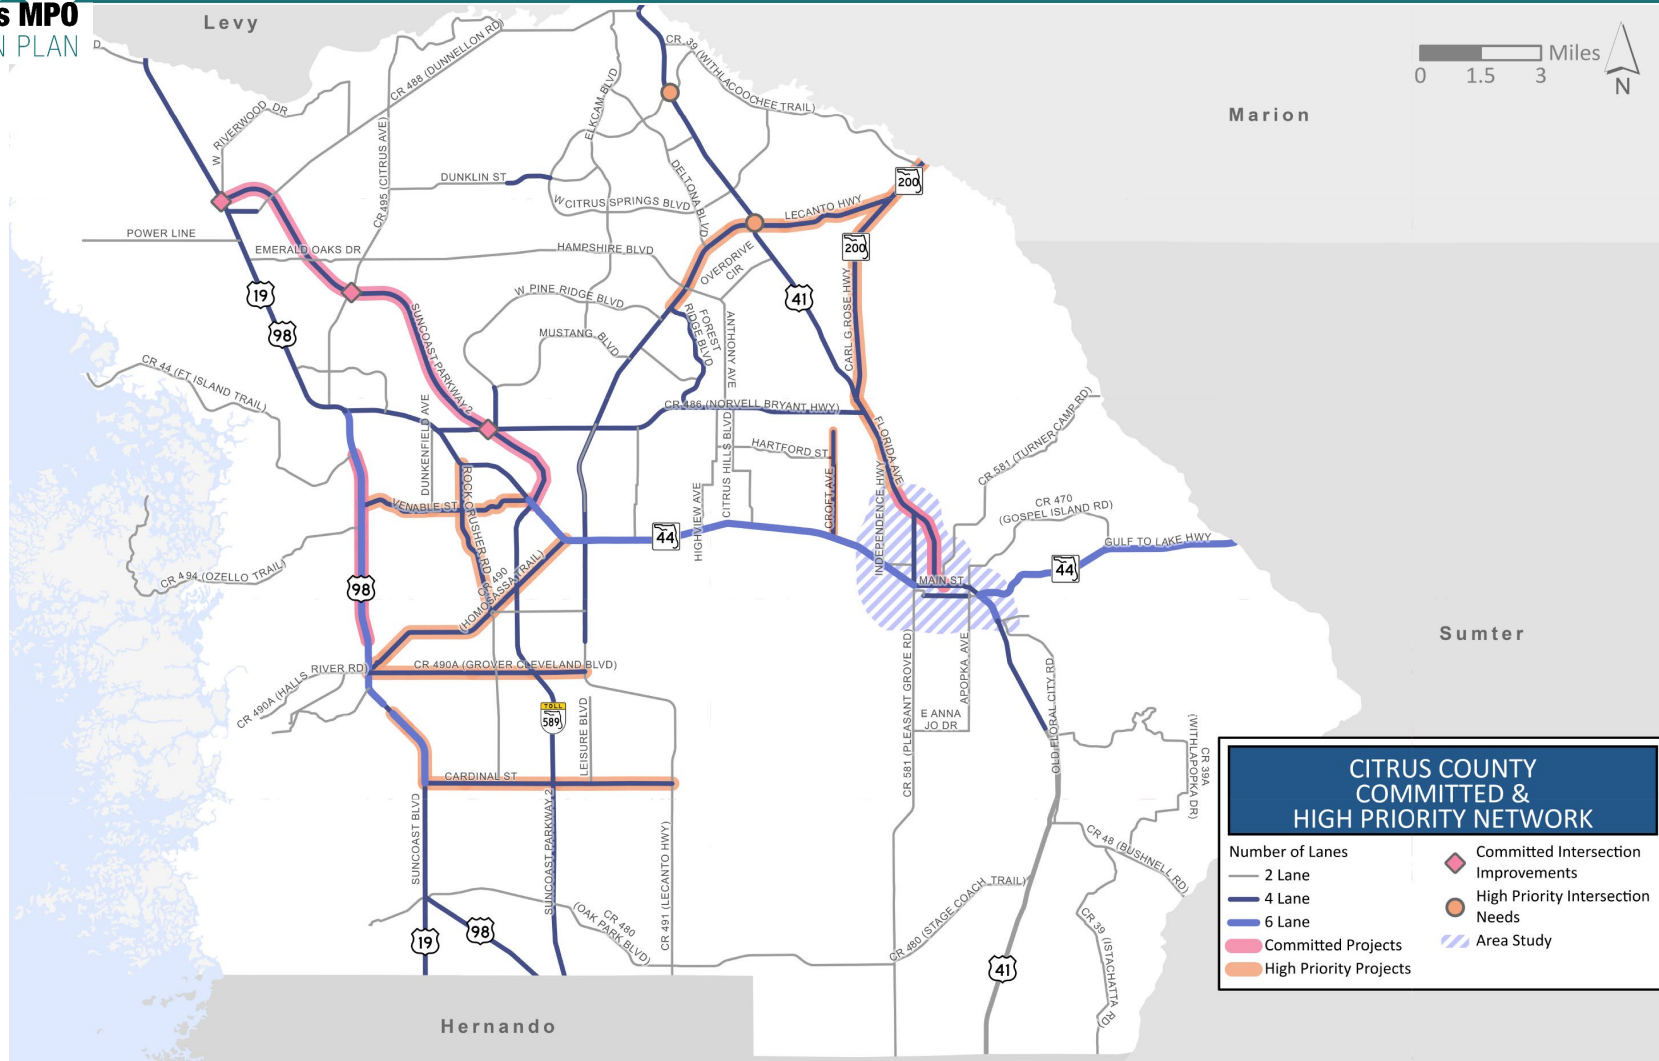 s MPO
N PLAN
Levy
Marion
Sumter
Hernando
Miles
0 1.5 3
N
D
CR 39 (WITHLACOOCHEE TRAIL)
CR 488 (DUNNELLON RD)
W RIVERWOOD DR
ELKCAM BLVD
CR 495 (CITRUS AVE)
DUNKLIN ST
DELTONA BLVD
W CITRUS SPRINGS BLVD
LECANTO HWY
200
200
POWER LINE
EMERALD OAKS DR
HAMPSHIRE BLVD
OVERDRIVE
CIR
19
98
41
W PINE RIDGE BLVD
MUSTANG BLVD
FOREST
RIDGE BLVD
ANTHONY AVE
CARL G ROSE HWY
SUNCOAST PARKWAY 2
CR 44 (FT ISLAND TRAIL)
CR 486 (NORVELL BRYANT HWY)
DUNKENFIELD AVE
CITRUS HILLS BLVD
HARTFORD ST
FLORIDA AVE
CR 581 (TURNER CAMP RD)
ROCK CRUSHER RD
VENABLE ST
HIGHVIEW AVE
CROFT AVE
INDEPENDENCE HWY
CR 470
(GOSPEL ISLAND RD)
GULF TO LAKE HWY
44
44
CR 494 (OZELLO TRAIL)
98
CR 490
(HOMOSASSA TRAIL)
MAIN ST
CR 490A (HALLS RIVER RD)
CR 490A (GROVER CLEVELAND BLVD)
CR 581 (PLEASANT GROVE RD)
APOPKA AVE
OLD FLORAL CITY RD
E ANNA
JO DR
TOLL
589
LEISURE BLVD
CARDINAL ST
CR 39A
(WITHLAPOPKA DR)
SUNCOAST BLVD
SUNCOAST PARKWAY 2
CR 491 (LECANTO HWY)
CR 48 (BUSHNELL RD)
CR 480 (STAGE COACH TRAIL)
CR 480
(OAK PARK BLVD)
CR 39 (ISTACHATTA RD)
19
98
41
CITRUS COUNTY
COMMITTED &
HIGH PRIORITY NETWORK
Number of Lanes
2 Lane
4 Lane
6 Lane
Committed Projects
High Priority Projects
Committed Intersection
Improvements
High Priority Intersection
Needs
Area Study